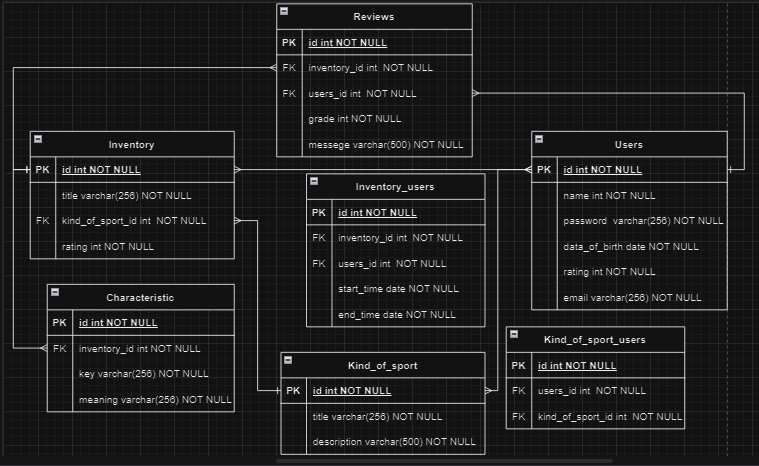 Reviews
PK id int NOT NULL
FK inventory_id int NOT NULL
FK users_id int NOT NULL
grade int NOT NULL
messege varchar(500) NOT NULL
Inventory
PK id int NOT NULL
title varchar(256) NOT NULL
FK kind_of_sport_id int NOT NULL
rating int NOT NULL
Users
PK id int NOT NULL
name int NOT NULL
password varchar(256) NOT NULL
data_of_birth date NOT NULL
rating int NOT NULL
email varchar(256) NOT NULL
Inventory_users
PK id int NOT NULL
FK inventory_id int NOT NULL
FK users_id int NOT NULL
start_time date NOT NULL
end_time date NOT NULL
Characteristic
PK id int NOT NULL
FK inventory_id int NOT NULL
key varchar(256) NOT NULL
meaning varchar(256) NOT NULL
Kind_of_sport
PK id int NOT NULL
title varchar(256) NOT NULL
description varchar(500) NOT NULL
Kind_of_sport_users
PK id int NOT NULL
FK users_id int NOT NULL
FK kind_of_sport_id int NOT NULL